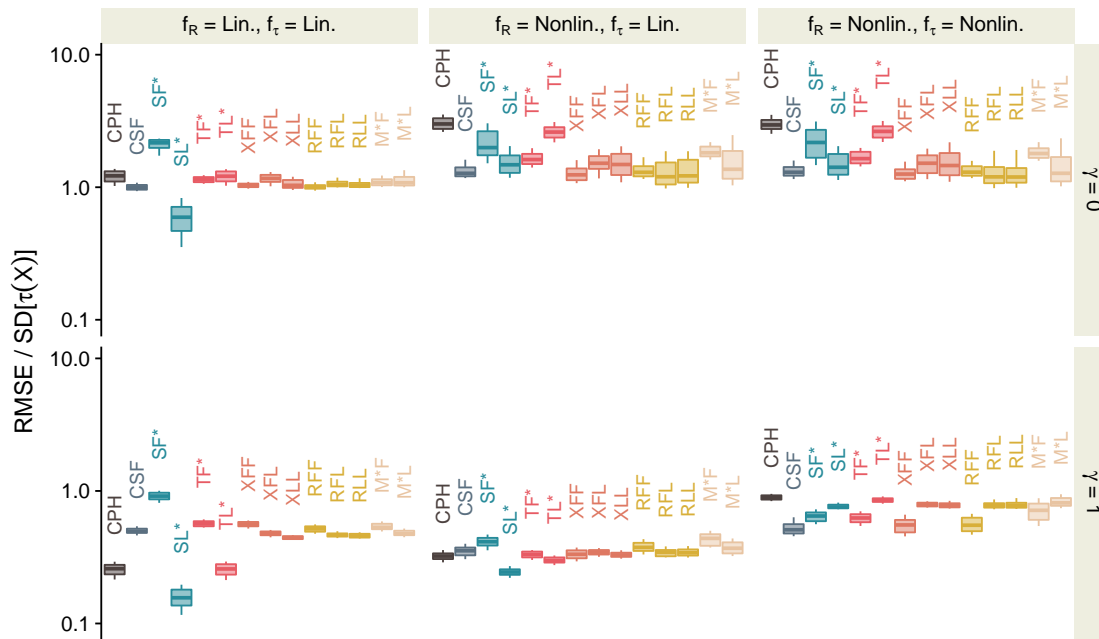 f_R = Lin., f_τ = Lin.
f_R = Nonlin., f_τ = Lin.
f_R = Nonlin., f_τ = Nonlin.
RMSE / SD[τ(X)]
10.0
1.0
0.1
CPH CSF SF* SL* TF* TL* XFF XFL XLL RFF RFL RLL M*F M*L
CPH CSF SF* SL* TF* TL* XFF XFL XLL RFF RFL RLL M*F M*L
CPH CSF SF* SL* TF* TL* XFF XFL XLL RFF RFL RLL M*F M*L
γ = 0
10.0
1.0
0.1
CPH CSF SF* SL* TF* TL* XFF XFL XLL RFF RFL RLL M*F M*L
CPH CSF SF* SL* TF* TL* XFF XFL XLL RFF RFL RLL M*F M*L
CPH CSF SF* SL* TF* TL* XFF XFL XLL RFF RFL RLL M*F M*L
γ = 1